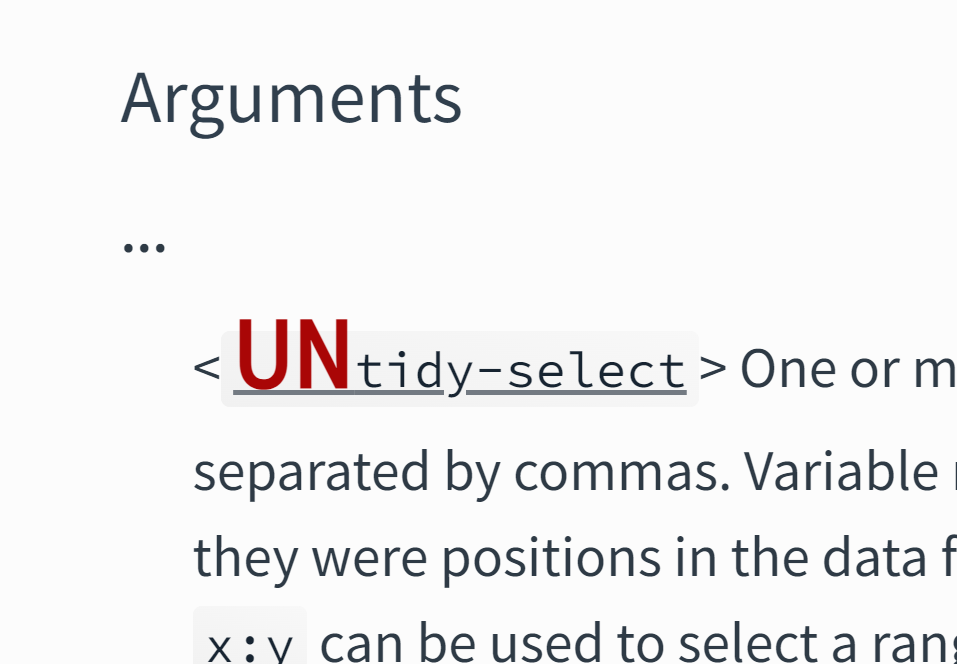 Arguments
...
<UNtidy-select> One or m
separated by commas. Variable
they were positions in the data f
x:y can be used to select a rang